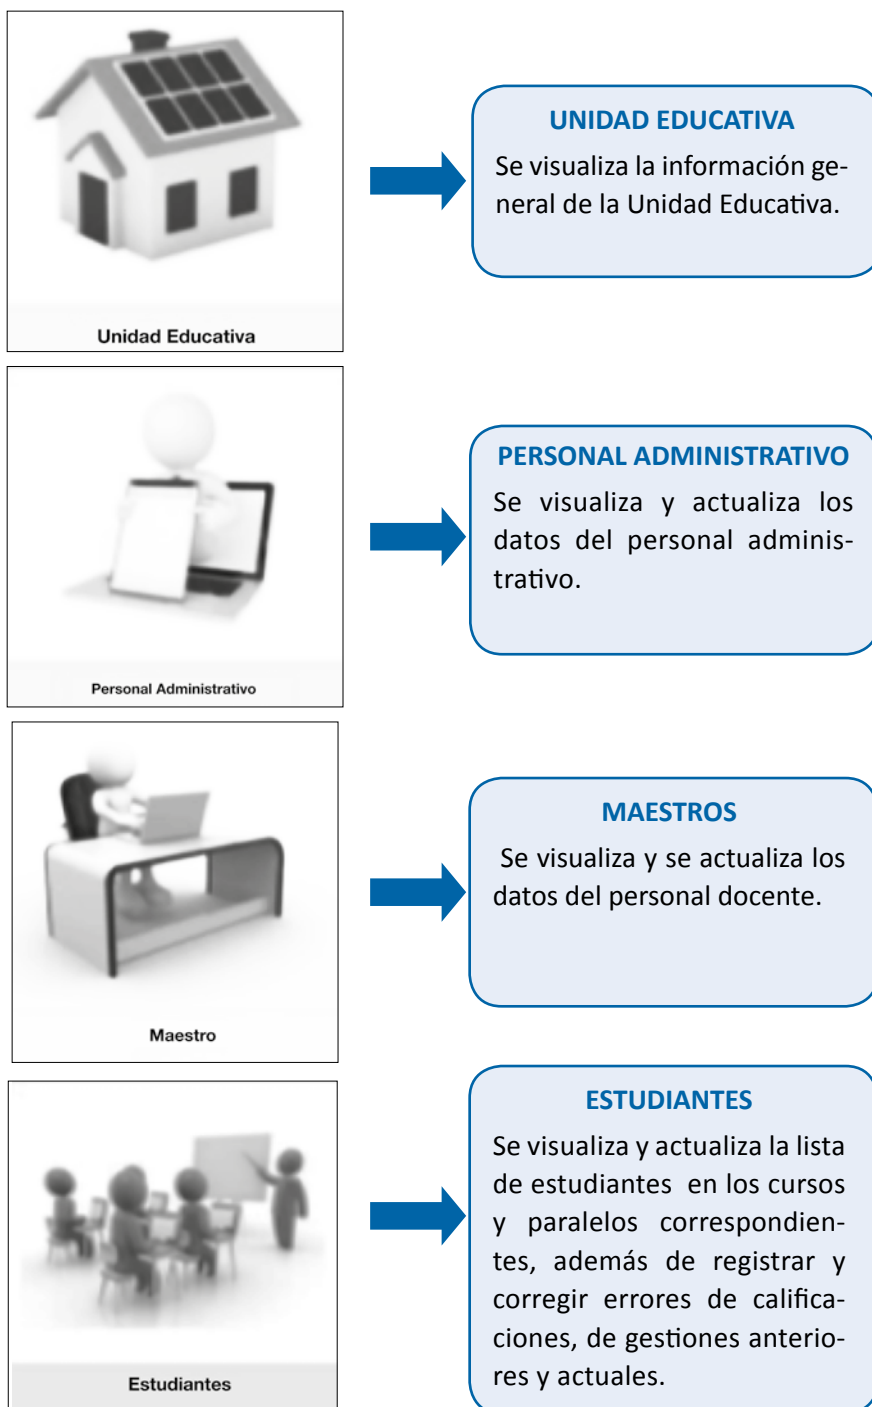 Unidad Educativa
UNIDAD EDUCATIVA
Se visualiza la información ge-
neral de la Unidad Educativa.
Personal Administrativo
PERSONAL ADMINISTRATIVO
Se visualiza y actualiza los
datos del personal adminis-
trativo.
Maestro
MAESTROS
Se visualiza y se actualiza los
datos del personal docente.
Estudiantes
ESTUDIANTES
Se visualiza y actualiza la lista
de estudiantes en los cursos
y paralelos correspondien-
tes, además de registrar y
corregir errores de califica-
ciones, de gestiones anterio-
res y actuales.